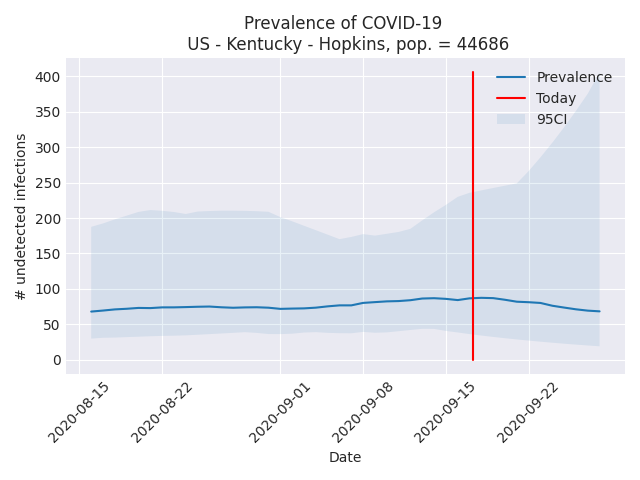 Prevalence of COVID-19
US - Kentucky - Hopkins, pop. = 44686
400
350
300
250
200
150
100
50
0
# undetected infections
Prevalence
Today
95CI
2020-08-15
2020-08-22
2020-09-01
2020-09-08
2020-09-15
2020-09-22
Date